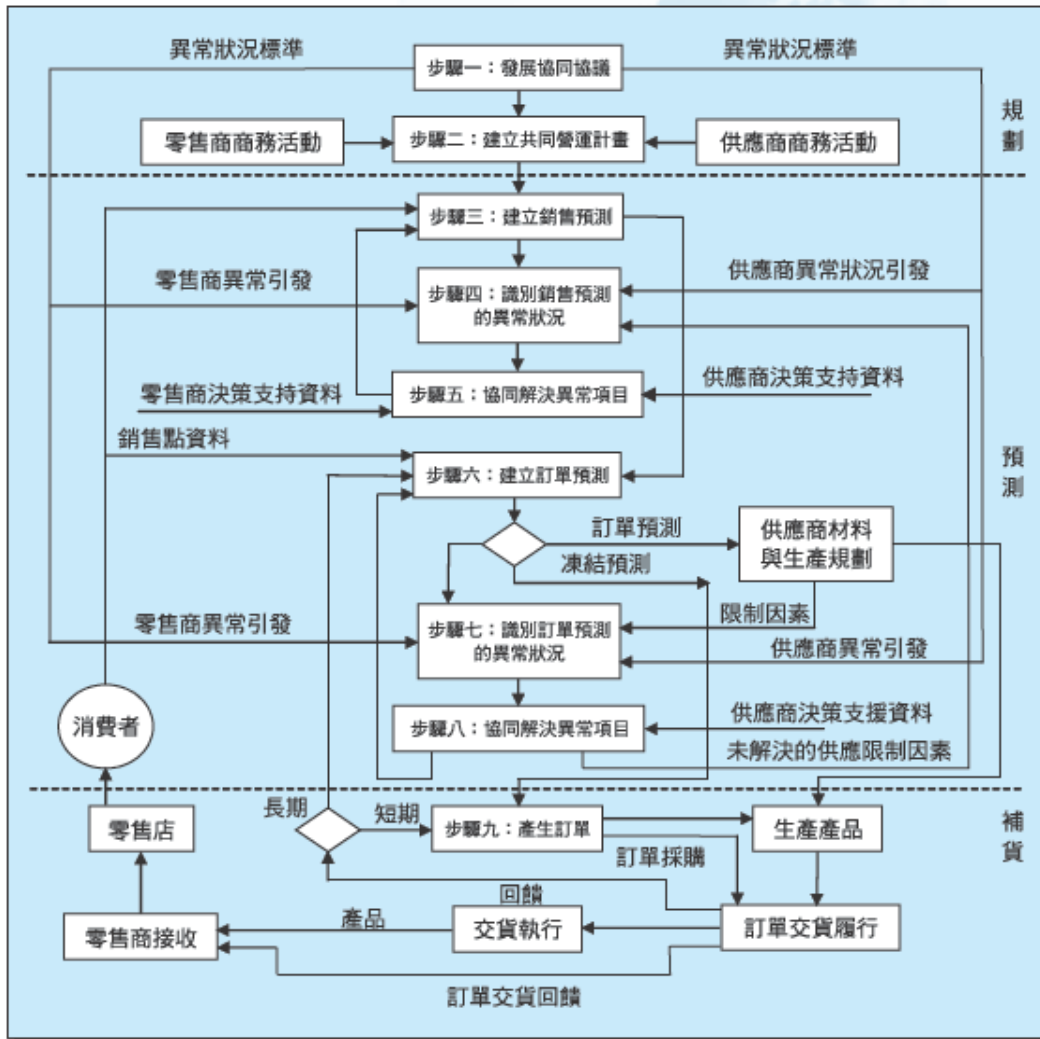 異常狀況標準
步驟一：發展協同協議
異常狀況標準
零售商商務活動
步驟二：建立共同營運計畫
供應商商務活動
規劃
步驟三：建立銷售預測
零售商異常引發
步驟四：識別銷售預測
的異常狀況
供應商異常狀況引發
零售商決策支持資料
步驟五：協同解決異常項目
供應商決策支持資料
銷售點資料
步驟六：建立訂單預測
預測
訂單預測
凍結預測
供應商材料
與生產規劃
限制因素
零售商異常引發
步驟七：識別訂單預測
的異常狀況
供應商異常引發
消費者
步驟八：協同解決異常項目
供應商決策支援資料
未解決的供應限制因素
零售店
長期
短期
步驟九：產生訂單
生產產品
補貨
訂單採購
回饋
零售商接收
產品
交貨執行
訂單交貨履行
訂單交貨回饋